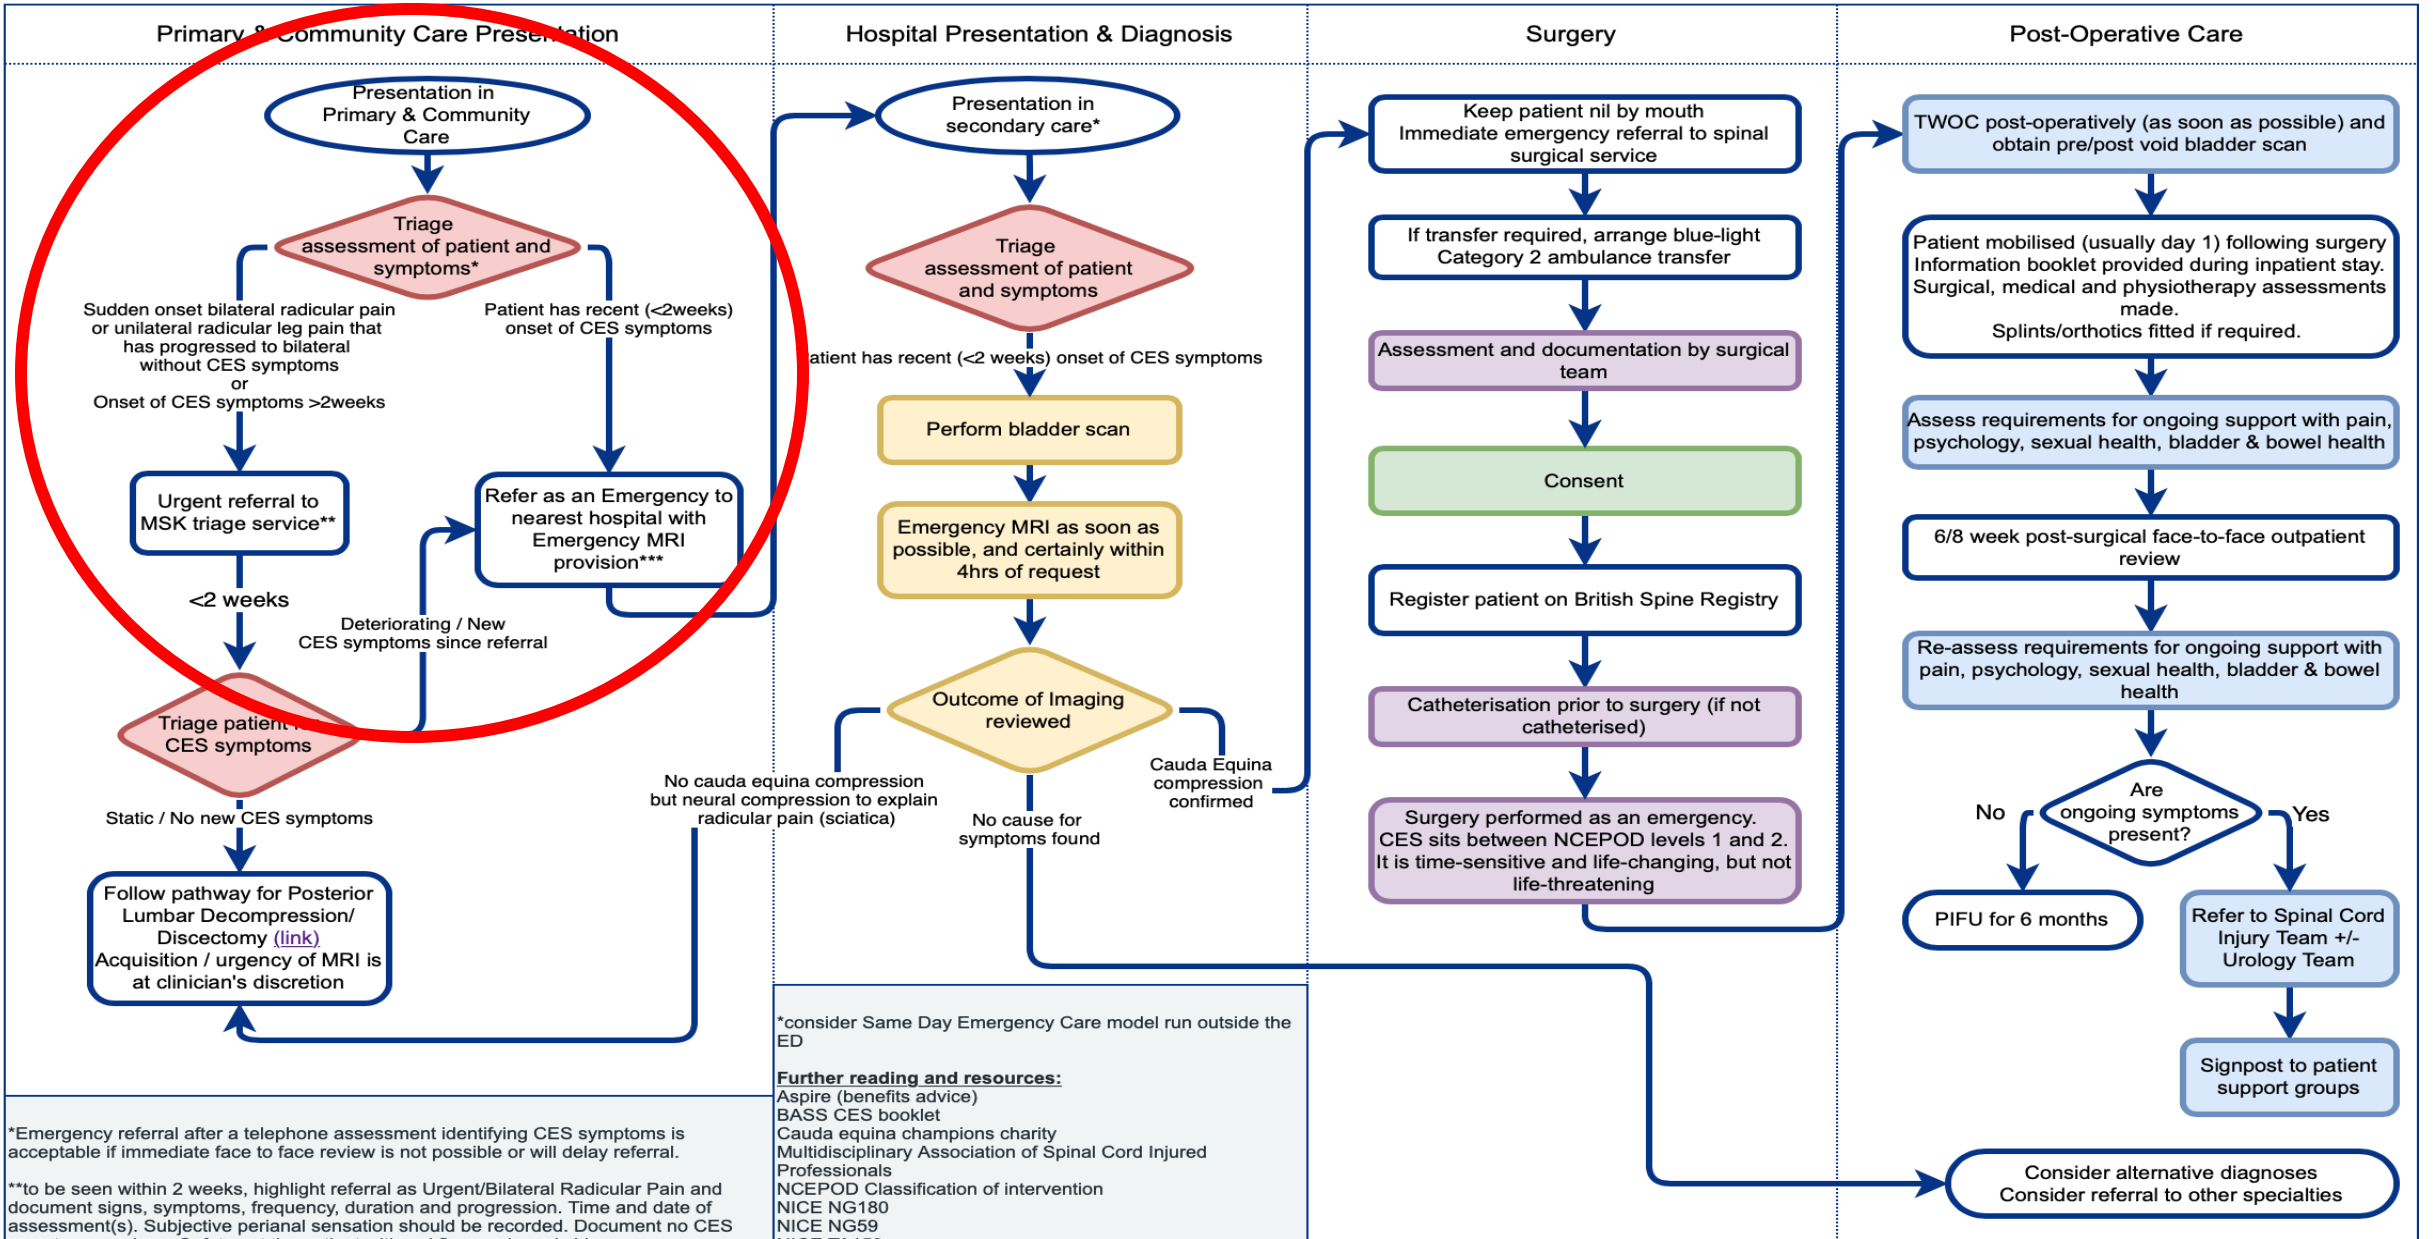 Primary & Community Care Presentation
Presentation in
Primary & Community
Care
Triage
assessment of patient and
symptoms*
Sudden onset bilateral radicular pain
or unilateral radicular leg pain that
has progressed to bilateral
without CES symptoms
or
Onset of CES symptoms >2weeks
Patient has recent (<2weeks)
onset of CES symptoms
Urgent referral to
MSK triage service**
Refer as an Emergency to
nearest hospital with
Emergency MRI
provision***
<2 weeks
Deteriorating / New
CES symptoms since referral
Triage patient
CES symptoms
Static / No new CES symptoms
Follow pathway for Posterior
Lumbar Decompression/
Discectomy (link)
Acquisition / urgency of MRI is
at clinician's discretion
*Emergency referral after a telephone assessment identifying CES symptoms is
acceptable if immediate face to face review is not possible or will delay referral.
**to be seen within 2 weeks, highlight referral as Urgent/Bilateral Radicular Pain and
document signs, symptoms, frequency, duration and progression. Time and date of
assessment(s). Subjective perianal sensation should be recorded. Document no CES
Hospital Presentation & Diagnosis
Presentation in
secondary care*
Triage
assessment of patient
and symptoms
atient has recent (<2 weeks) onset of CES symptoms
Perform bladder scan
Emergency MRI as soon as
possible, and certainly within
4hrs of request
Outcome of Imaging
reviewed
No cauda equina compression
but neural compression to explain
radicular pain (sciatica)
No cause for
symptoms found
Cauda Equina
compression
confirmed
*consider Same Day Emergency Care model run outside the
ED
Further reading and resources:
Aspire (benefits advice)
BASS CES booklet
Cauda equina champions charity
Multidisciplinary Association of Spinal Cord Injured
Professionals
NCEPOD Classification of intervention
NICE NG180
NICE NG59
Surgery
Keep patient nil by mouth
Immediate emergency referral to spinal
surgical service
If transfer required, arrange blue-light
Category 2 ambulance transfer
Assessment and documentation by surgical
team
Consent
Register patient on British Spine Registry
Catheterisation prior to surgery (if not
catheterised)
Surgery performed as an emergency.
CES sits between NCEPOD levels 1 and 2.
It is time-sensitive and life-changing, but not
life-threatening
Post-Operative Care
TWOC post-operatively (as soon as possible) and
obtain pre/post void bladder scan
Patient mobilised (usually day 1) following surgery
Information booklet provided during inpatient stay.
Surgical, medical and physiotherapy assessments
made.
Splints/orthotics fitted if required.
Assess requirements for ongoing support with pain,
psychology, sexual health, bladder & bowel health
6/8 week post-surgical face-to-face outpatient
review
Re-assess requirements for ongoing support with
pain, psychology, sexual health, bladder & bowel
health
Are
ongoing symptoms
present?
No
Yes
PIFU for 6 months
Refer to Spinal Cord
Injury Team +/-
Urology Team
Signpost to patient
support groups
Consider alternative diagnoses
Consider referral to other specialties